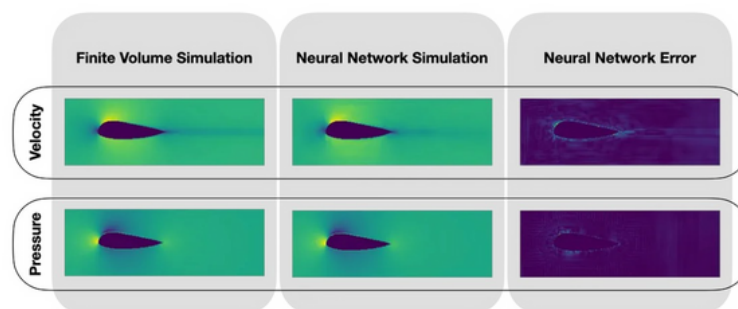 Finite Volume Simulation
Neural Network Simulation
Neural Network Error
Velocity
Pressure